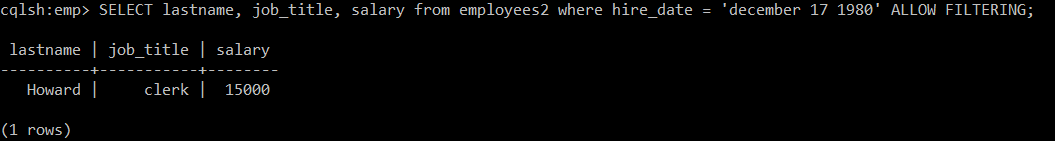 cqlsh:emp> SELECT lastname, job_title, salary from employees2 where hire_date = 'december 17 1980' ALLOW FILTERING;
 lastname | job_title | salary
----------+-----------+--------
   Howard |     clerk |  15000
(1 rows)